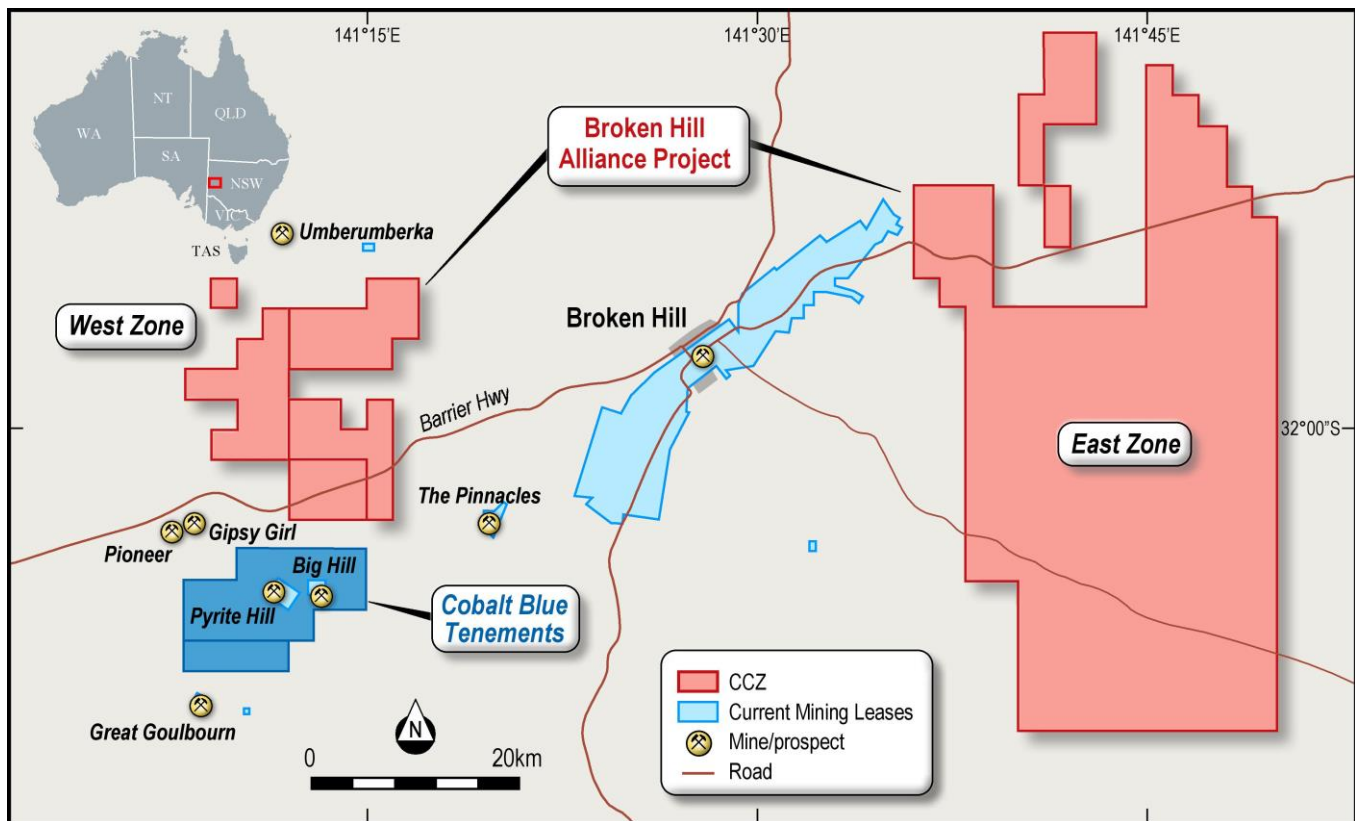 141°15'E
141°30'E
141°45'E
WA
NT
QLD
SA
NSW
VIC
TAS
Broken Hill
Alliance Project
Umberumberka
West Zone
Broken Hill
Barrier Hwy
32°00"S
East Zone
The Pinnacles
Gipsy Girl
Pioneer
Big Hill
Pyrite Hill
Cobalt Blue
Tenements
Great Goulbourn
N
0
20km
CCZ
Current Mining Leases
Mine/prospect
Road